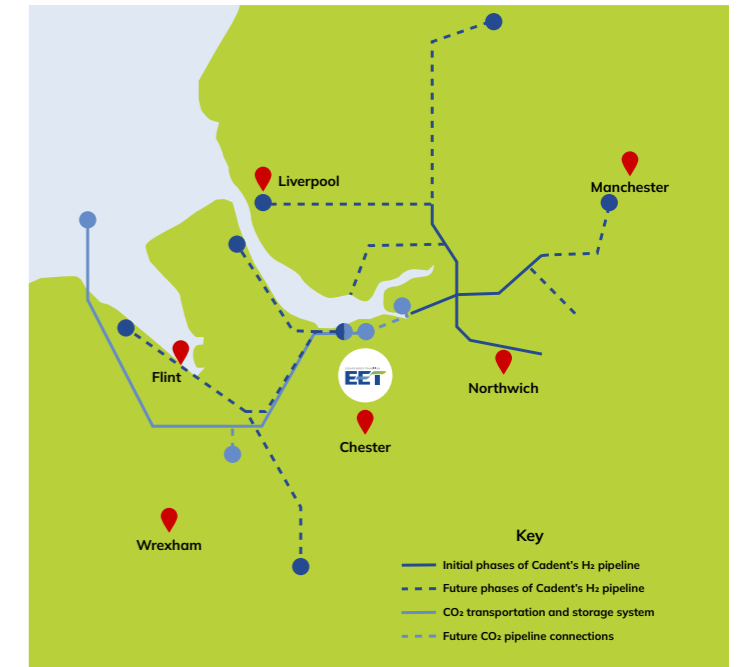 Liverpool
Manchester
Flint
EET
Northwich
Chester
Wrexham
Key
Initial phases of Cadent's H₂ pipeline
Future phases of Cadent's H₂ pipeline
CO₂ transportation and storage system
Future CO₂ pipeline connections